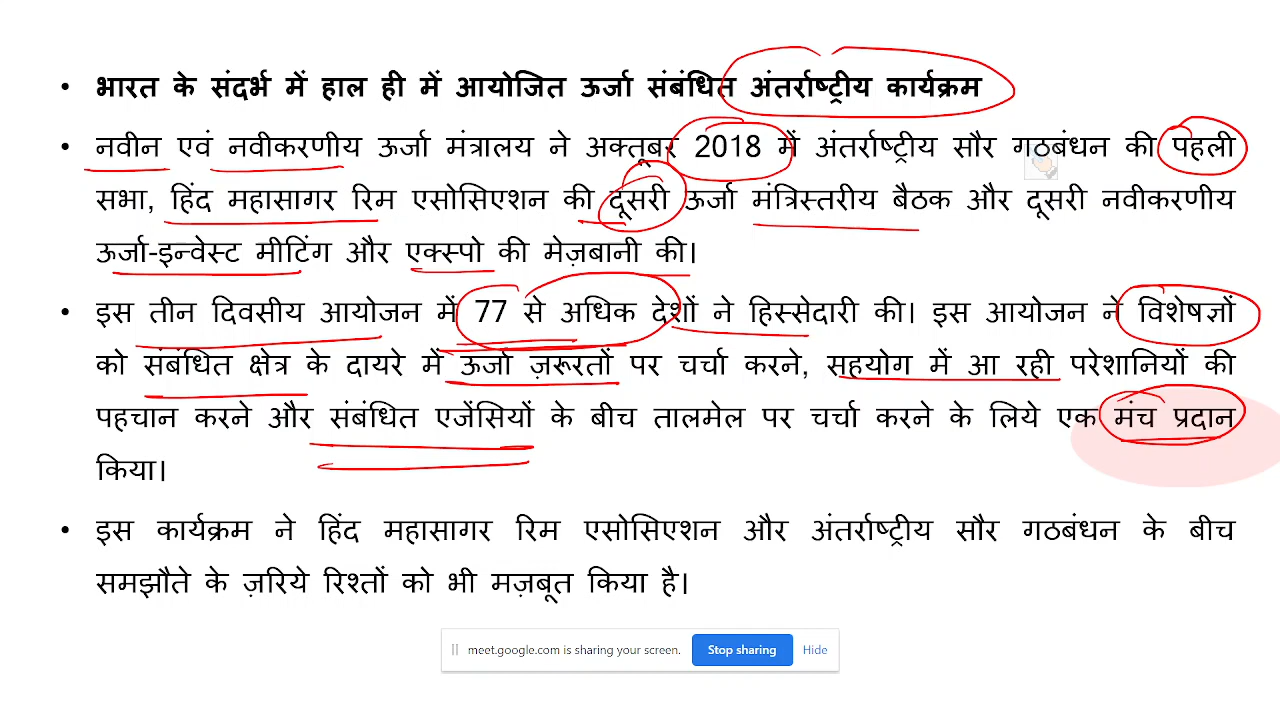 • भारत के संदर्भ में हाल ही में आयोजित ऊर्जा संबंधित अंतर्राष्ट्रीय कार्यक्रम
• नवीन एवं नवीकरणीय ऊर्जा मंत्रालय ने अक्तूबर 2018 में अंतर्राष्ट्रीय सौर गठबंधन की पहली
सभा, हिंद महासागर रिम एसोसिएशन की दूसरी ऊर्जा मंत्रिस्तरीय बैठक और दूसरी नवीकरणीय
ऊर्जा-इन्वेस्ट मीटिंग और एक्स्पो की मेज़बानी की।
• इस तीन दिवसीय आयोजन में 77 से अधिक देशों ने हिस्सेदारी की। इस आयोजन ने विशेषज्ञों
को संबंधित क्षेत्र के दायरे में ऊर्जा ज़रूरतों पर चर्चा करने, सहयोग में आ रही परेशानियों की
पहचान करने और संबंधित एजेंसियों के बीच तालमेल पर चर्चा करने के लिये एक मंच प्रदान
किया।
• इस कार्यक्रम ने हिंद महासागर रिम एसोसिएशन और अंतर्राष्ट्रीय सौर गठबंधन के बीच
समझौते के ज़रिये रिश्तों को भी मज़बूत किया है।
meet.google.com is sharing your screen. Stop sharing Hide